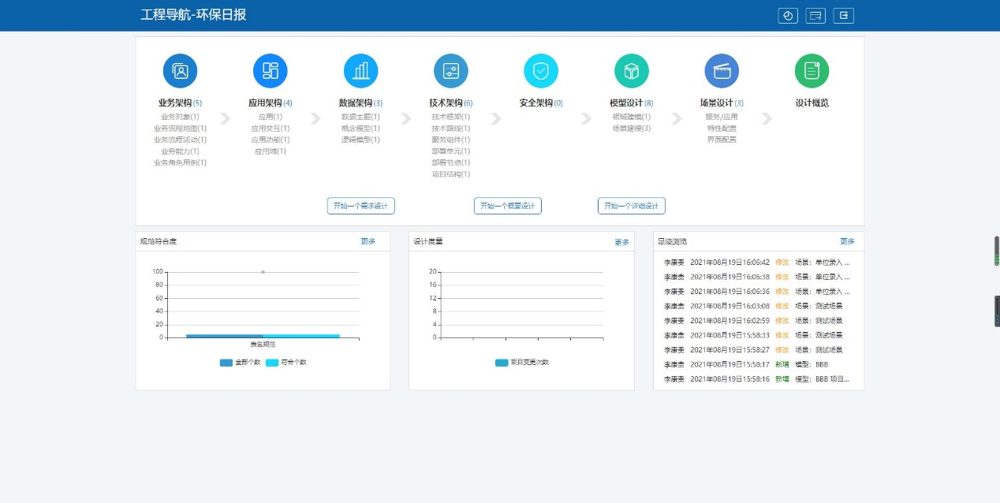 工程导航-环保日报
业务架构(5)
业务对象(1)
业务流程地图(1)
业务流程活动(1)
业务能力(1)
业务角色用例(1)
应用架构(4)
应用(1)
应用交互(1)
应用功能(1)
应用域(1)
数据架构(3)
数据主题(1)
概念模型(1)
逻辑模型(1)
技术架构(6)
技术框架(1)
技术路线(1)
服务组件(1)
部署单元(1)
部署节点(1)
项目结构(1)
安全架构(0)
模型设计(8)
领域建模(1)
场景建模(3)
场景设计(3)
服务/应用
特性配置
界面配置
设计概览
开始一个需求设计
开始一个概要设计
开始一个详细设计
规范符合度 更多
100
80
60
40
20
0
表名规范
全部个数 符合个数
设计度量 更多
20
16
12
8
4
0
项目变更次数
足迹浏览 更多
李康贵 2021年08月19日16:06:42 修改 场景：单位录入 ...
李康贵 2021年08月19日16:06:38 修改 场景：单位录入 ...
李康贵 2021年08月19日16:06:36 修改 场景：单位录入 ...
李康贵 2021年08月19日16:03:08 修改 场景：测试场景
李康贵 2021年08月19日16:02:59 修改 场景：测试场景
李康贵 2021年08月19日15:58:33 修改 场景：测试场景
李康贵 2021年08月19日15:58:27 修改 场景：测试场景
李康贵 2021年08月19日15:58:17 新增 模型：BBB
李康贵 2021年08月19日15:58:16 新增 模型：BBB 项目...